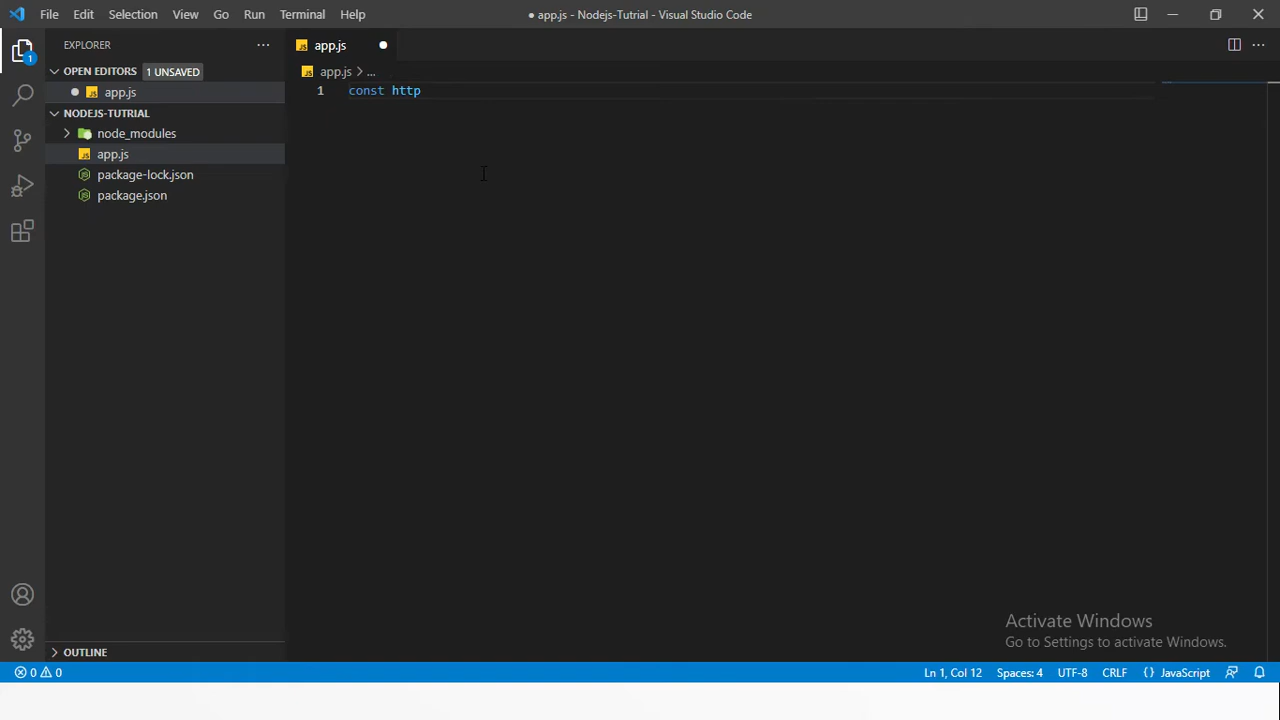 File Edit Selection View Go Run Terminal Help ● app.js - Nodejs-Tutrial - Visual Studio Code
EXPLORER ...
app.js ●
OPEN EDITORS 1 UNSAVED
app.js > ...
● app.js
1 const http
NODEJS-TUTRIAL
node_modules
app.js
package-lock.json
package.json
Activate Windows
Go to Settings to activate Windows.
OUTLINE
1
0 0 Ln 1, Col 12 Spaces: 4 UTF-8 CRLF {} JavaScript